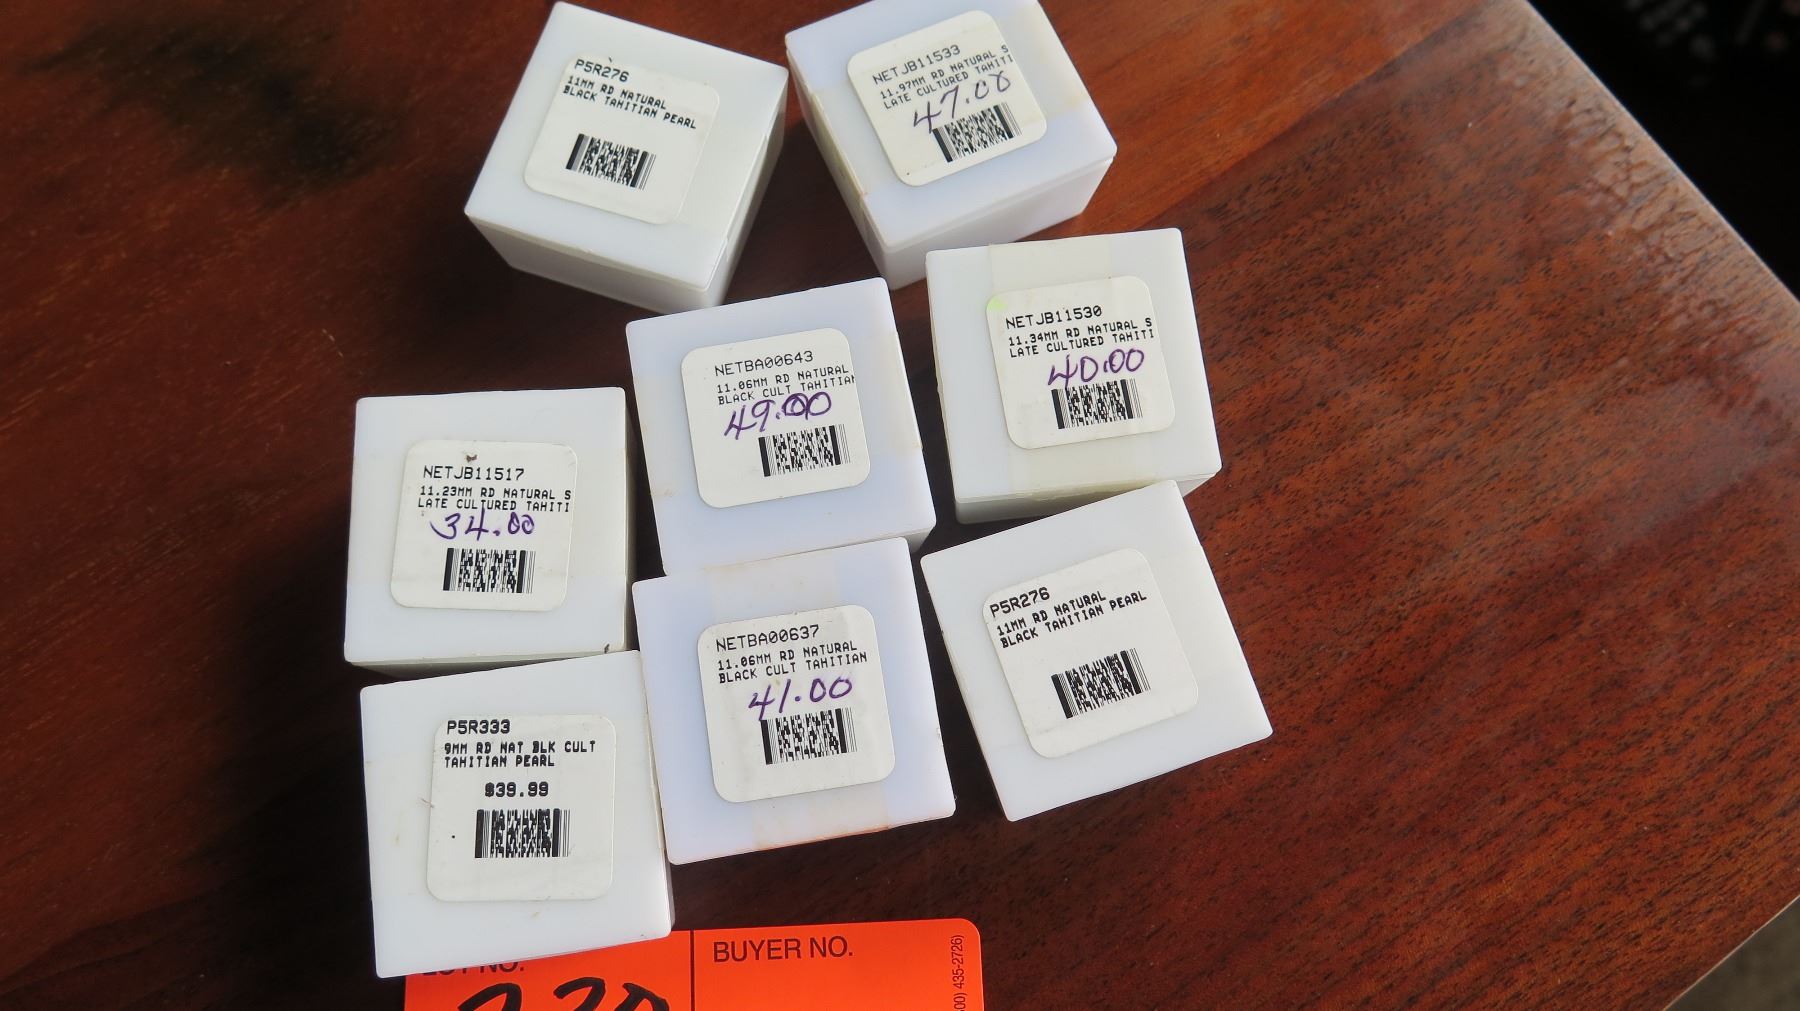 P5R276
11MM RD NATURAL
BLACK TAHITIAN PEARL
NETJB11533
11.97MM RD NATURAL S
LATE CULTURED TAHITI
47.00
NETBA00643
11.06MM RD NATURAL
BLACK CULT TAHITIAN
49.00
NETJB11530
11.34MM RD NATURAL S
LATE CULTURED TAHITI
40.00
NETJB11517
11.23MM RD NATURAL S
LATE CULTURED TAHITI
34.00
NETBA00637
11.06MM RD NATURAL
BLACK CULT TAHITIAN
41.00
P5R276
11MM RD NATURAL
BLACK TAHITIAN PEARL
P5R333
9MM RD NAT BLK CULT
TAHITIAN PEARL
$39.99
NO.
BUYER NO.
435-2726)